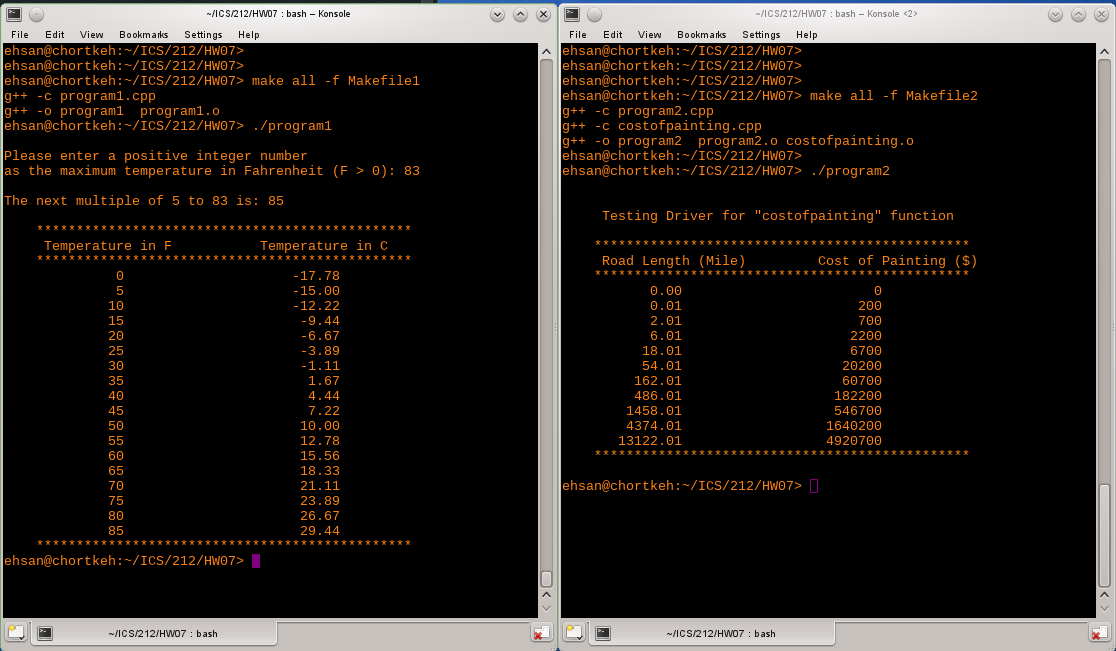 ~/ICS/212/HW07 : bash – Konsole
File Edit View Bookmarks Settings Help
ehsan@chortkeh:~/ICS/212/HW07>
ehsan@chortkeh:~/ICS/212/HW07>
ehsan@chortkeh:~/ICS/212/HW07> make all -f Makefile1
g++ -c program1.cpp
g++ -o program1  program1.o
ehsan@chortkeh:~/ICS/212/HW07> ./program1
Please enter a positive integer number
as the maximum temperature in Fahrenheit (F > 0): 83
The next multiple of 5 to 83 is: 85
***********************************************
Temperature in F Temperature in C
***********************************************
0 -17.78
5 -15.00
10 -12.22
15 -9.44
20 -6.67
25 -3.89
30 -1.11
35 1.67
40 4.44
45 7.22
50 10.00
55 12.78
60 15.56
65 18.33
70 21.11
75 23.89
80 26.67
85 29.44
***********************************************
ehsan@chortkeh:~/ICS/212/HW07>
~/ICS/212/HW07 : bash
~/ICS/212/HW07 : bash – Konsole <2>
File Edit View Bookmarks Settings Help
ehsan@chortkeh:~/ICS/212/HW07>
ehsan@chortkeh:~/ICS/212/HW07>
ehsan@chortkeh:~/ICS/212/HW07>
ehsan@chortkeh:~/ICS/212/HW07> make all -f Makefile2
g++ -c program2.cpp
g++ -c costofpainting.cpp
g++ -o program2  program2.o costofpainting.o
ehsan@chortkeh:~/ICS/212/HW07>
ehsan@chortkeh:~/ICS/212/HW07> ./program2
Testing Driver for "costofpainting" function
***********************************************
Road Length (Mile) Cost of Painting ($)
***********************************************
0.00 0
0.01 200
2.01 700
6.01 2200
18.01 6700
54.01 20200
162.01 60700
486.01 182200
1458.01 546700
4374.01 1640200
13122.01 4920700
***********************************************
ehsan@chortkeh:~/ICS/212/HW07>
~/ICS/212/HW07 : bash